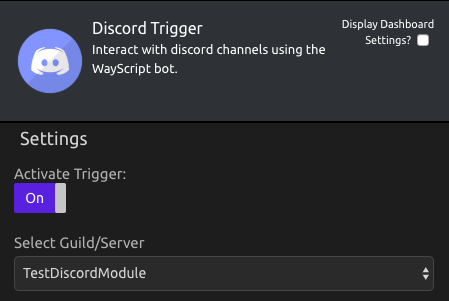 Discord Trigger
Interact with discord channels using the
WayScript bot.
Display Dashboard
Settings?
Settings
Activate Trigger:
On
Select Guild/Server
TestDiscordModule